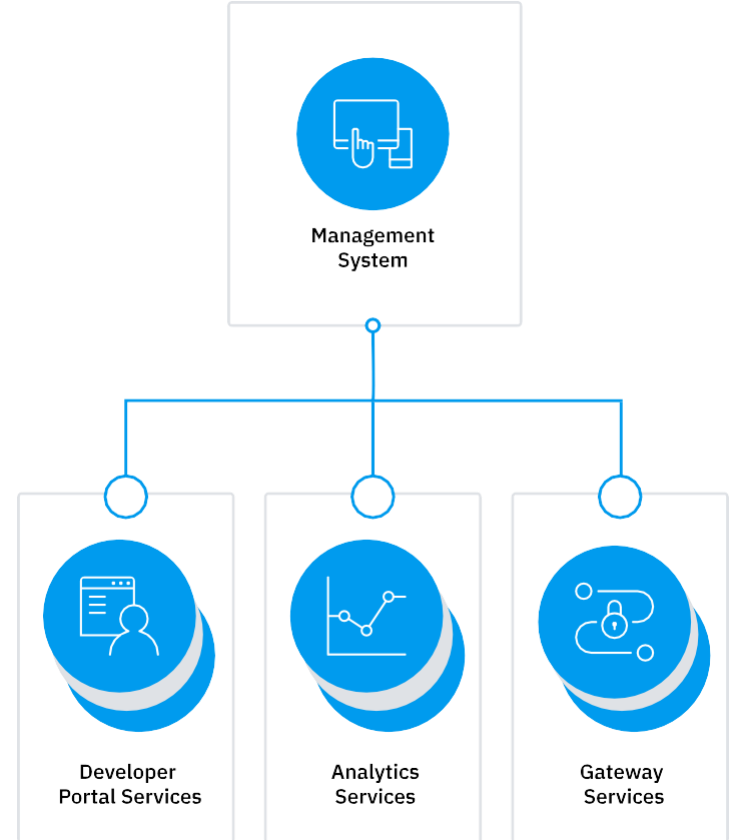 Management
System
Developer
Portal Services
Analytics
Services
Gateway
Services